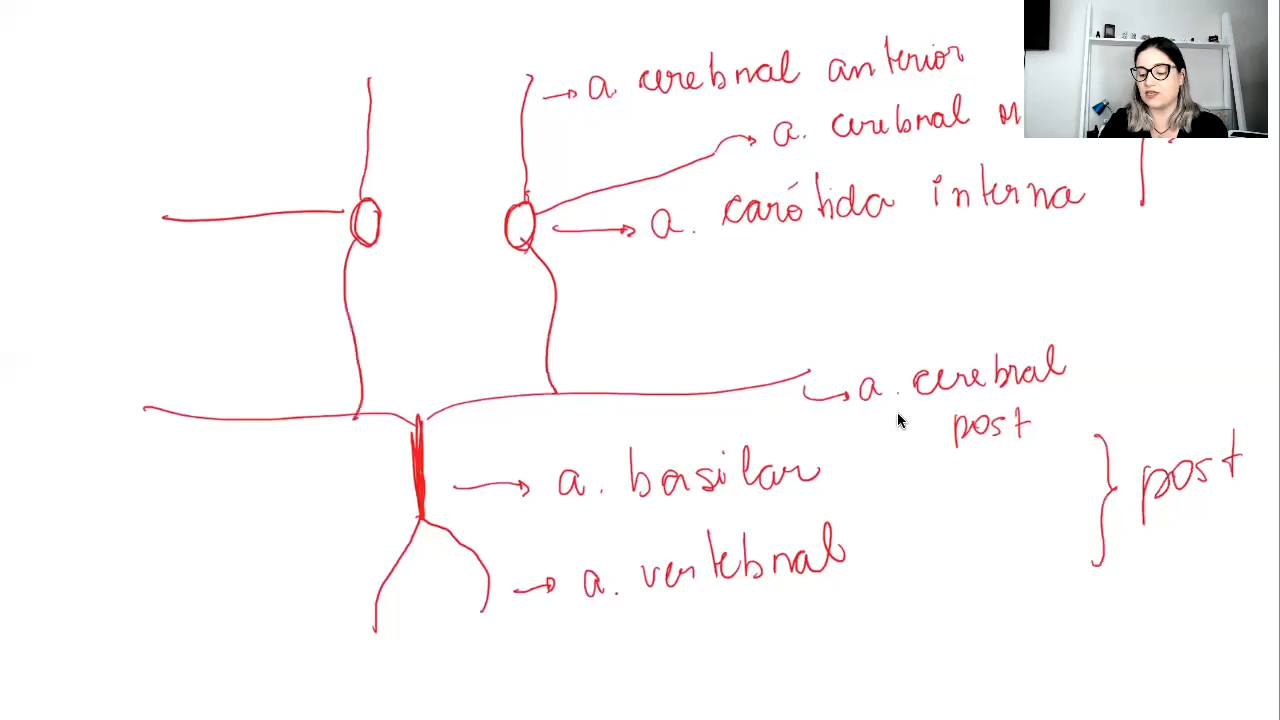 a. cerebral anterior
a. cerebral
a. carótida interna
a. cerebral
post
a. basilar
post
a. vertebral